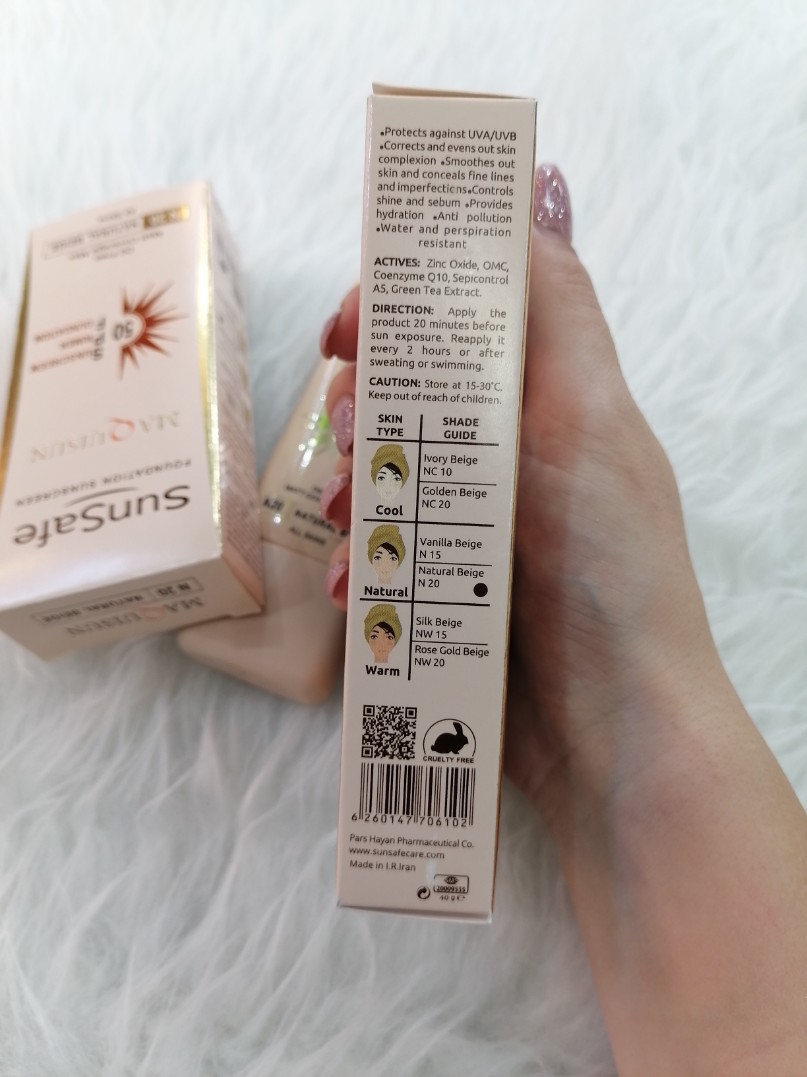 •Protects against UVA/UVB
•Corrects and evens out skin
complexion •Smoothes out
skin and conceals fine lines
and imperfections•Controls
shine and sebum •Provides
hydration •Anti pollution
•Water and perspiration
resistant
ACTIVES: Zinc Oxide, OMC,
Coenzyme Q10, Sepicontrol
A5, Green Tea Extract.
DIRECTION: Apply the
product 20 minutes before
sun exposure. Reapply it
every 2 hours or after
sweating or swimming.
CAUTION: Store at 15-30°C.
Keep out of reach of children.
SKIN TYPE
SHADE GUIDE
Cool
Ivory Beige
NC 10
Golden Beige
NC 20
Natural
Vanilla Beige
N 15
Natural Beige
N 20
Warm
Silk Beige
NW 15
Rose Gold Beige
NW 20
CRUELTY FREE
6 260147 706102
Pars Hayan Pharmaceutical Co.
www.sunsafecare.com
Made in I.R.Iran
40 g e
SunSafe
FOUNDATION SUNSCREEN
MAQUISUN
SPF
50
N 20 NATURAL BEIGE
MAQUISUN